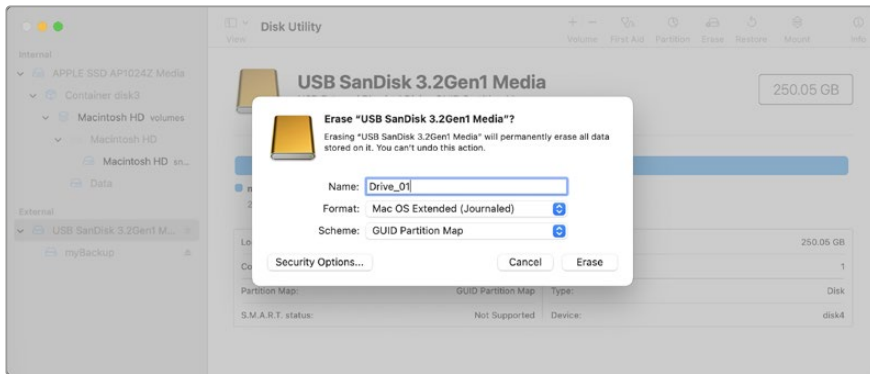 Disk Utility
View
Volume First Aid Partition Erase Restore Mount Info
Internal
APPLE SSD AP1024Z Media
Container disk3
Macintosh HD volumes
Macintosh HD
Macintosh HD sn...
Data
External
USB SanDisk 3.2Gen1 M...
myBackup
USB SanDisk 3.2Gen1 Media
250.05 GB
Erase “USB SanDisk 3.2Gen1 Media”?
Erasing “USB SanDisk 3.2Gen1 Media” will permanently erase all data
stored on it. You can't undo this action.
Name: Drive_01
Format: Mac OS Extended (Journaled)
Scheme: GUID Partition Map
Security Options... Cancel Erase
250.05 GB
1
Partition Map: GUID Partition Map Type: Disk
S.M.A.R.T. status: Not Supported Device: disk4